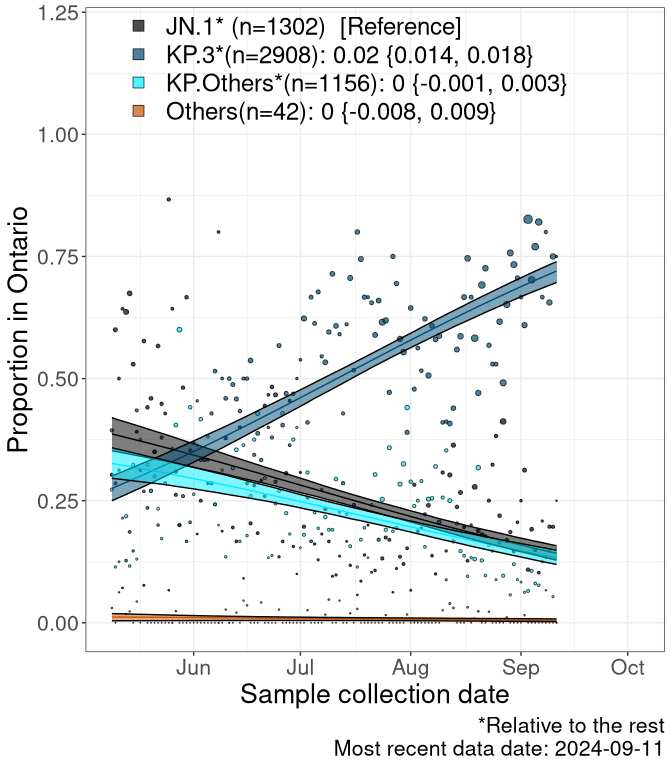 JN.1* (n=1302)  [Reference]
KP.3*(n=2908): 0.02 {0.014, 0.018}
KP.Others*(n=1156): 0 {-0.001, 0.003}
Others(n=42): 0 {-0.008, 0.009}
1.25
1.00
0.75
0.50
0.25
0.00
Proportion in Ontario
Jun Jul Aug Sep Oct
Sample collection date
*Relative to the rest
Most recent data date: 2024-09-11